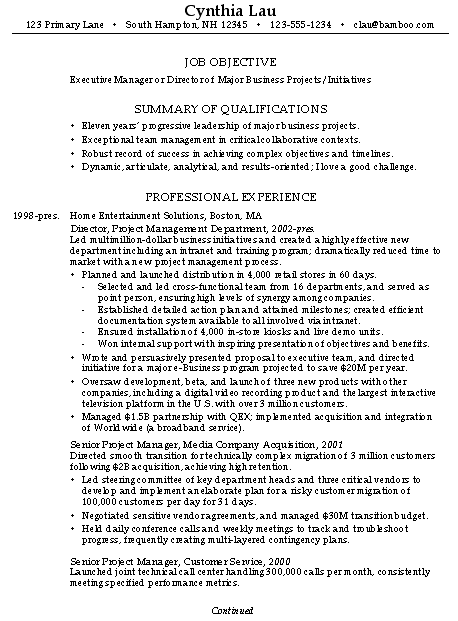 Cynthia Lau
123 Primary Lane • South Hampton, NH 12345 • 123-555-1234 • clau@bamboo.com
JOB OBJECTIVE
Executive Manager or Director of Major Business Projects/Initiatives
SUMMARY OF QUALIFICATIONS
• Eleven years' progressive leadership of major business projects.
• Exceptional team management in critical collaborative contexts.
• Robust record of success in achieving complex objectives and timelines.
• Dynamic, articulate, analytical, and results-oriented; I love a good challenge.
PROFESSIONAL EXPERIENCE
1998-pres. Home Entertainment Solutions, Boston, MA
Director, Project Management Department, 2002-pres.
Led multimillion-dollar business initiatives and created a highly effective new
department including an intranet and training program; dramatically reduced time to
market with a new project management process.
• Planned and launched distribution in 4,000 retail stores in 60 days.
- Selected and led cross-functional team from 16 departments, and served as
point person, ensuring high levels of synergy among companies.
- Established detailed action plan and attained milestones; created efficient
documentation system available to all involved via intranet.
- Ensured installation of 4,000 in-store kiosks and live demo units.
- Won internal support with inspiring presentation of objectives and benefits.
• Wrote and persuasively presented proposal to executive team, and directed
initiative for a major e-Business program projected to save $20M per year.
• Oversaw development, beta, and launch of three new products with other
companies, including a digital video recording product and the largest interactive
television platform in the U.S. with over 3 million customers.
• Managed $1.5B partnership with QEX; implemented acquisition and integration
of Worldwide (a broadband service).
Senior Project Manager, Media Company Acquisition, 2001
Directed smooth transition for technically complex migration of 3 million customers
following $2B acquisition, achieving high retention.
• Led steering committee of key department heads and three critical vendors to
develop and implement an elaborate plan for a risky customer migration of
100,000 customers per day for 31 days.
• Negotiated sensitive vendor agreements, and managed $30M transition budget.
• Held daily conference calls and weekly meetings to track and troubleshoot
progress, frequently creating multi-layered contingency plans.
Senior Project Manager, Customer Service, 2000
Launched joint technical call center handling 300,000 calls per month, consistently
meeting specified performance metrics.
Continued